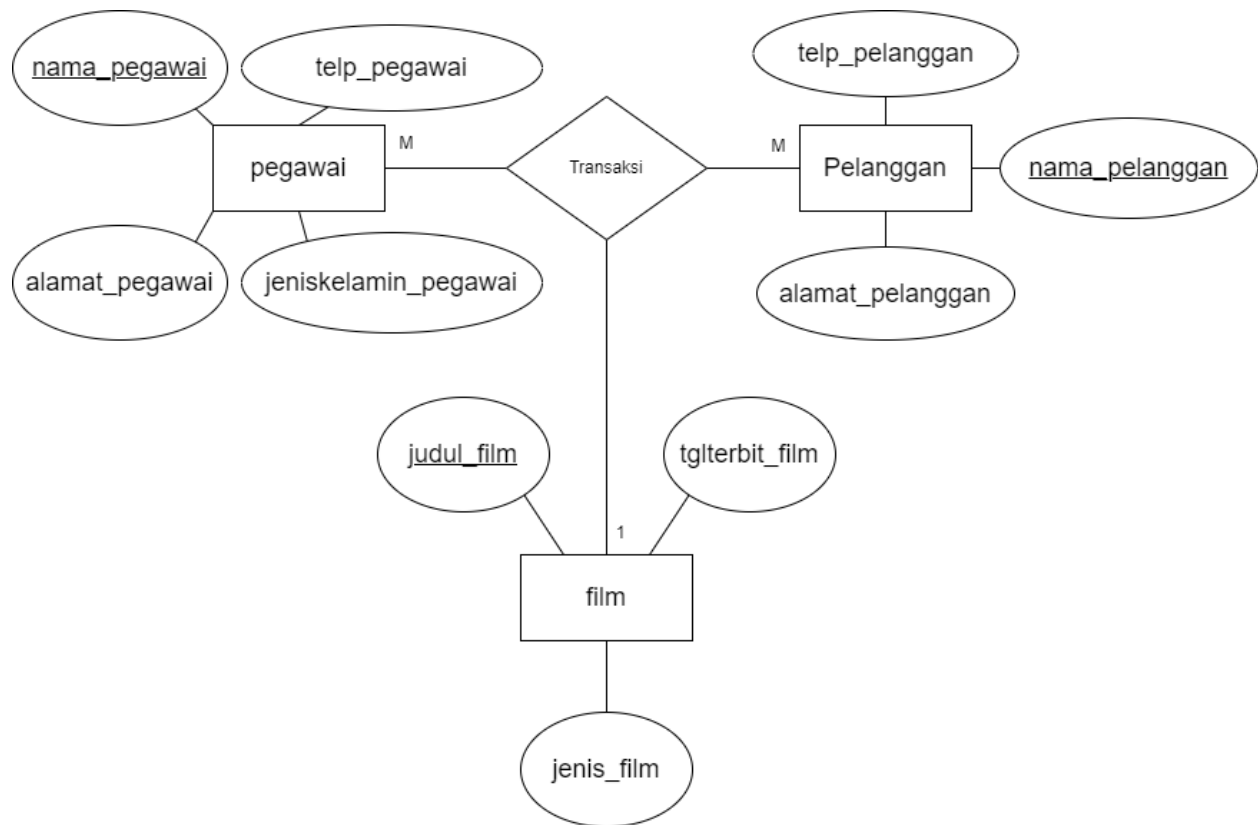 nama_pegawai
telp_pegawai
telp_pelanggan
pegawai
M
Transaksi
M
Pelanggan
nama_pelanggan
alamat_pegawai
jeniskelamin_pegawai
alamat_pelanggan
judul_film
tglterbit_film
1
film
jenis_film